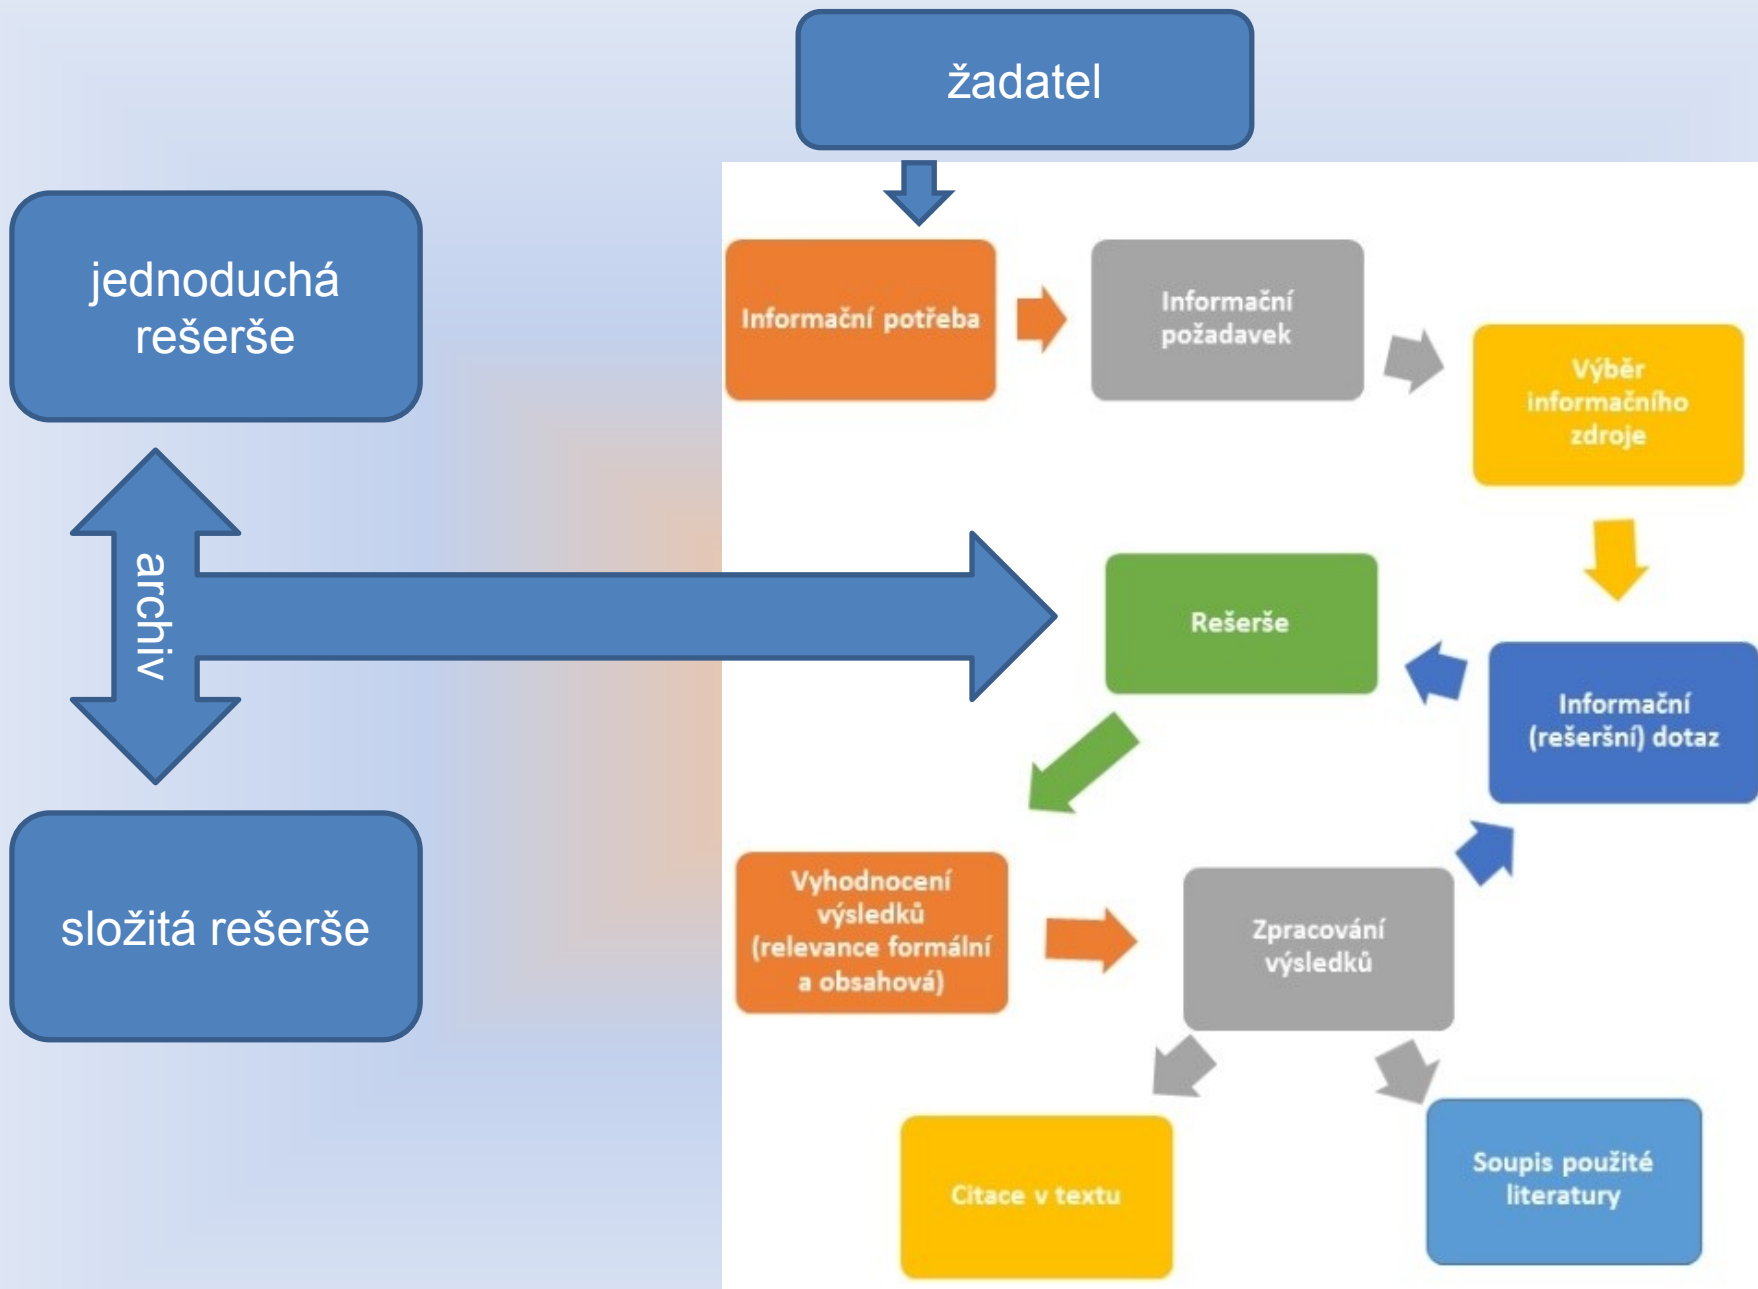 žadatel
jednoduchá
rešerše
archiv
složitá rešerše
Informační potřeba
Informační
požadavek
Výběr
informačního
zdroje
Rešerše
Informační
(rešeršní) dotaz
Vyhodnocení
výsledků
(relevance formální
a obsahová)
Zpracování
výsledků
Citace v textu
Soupis použité
literatury